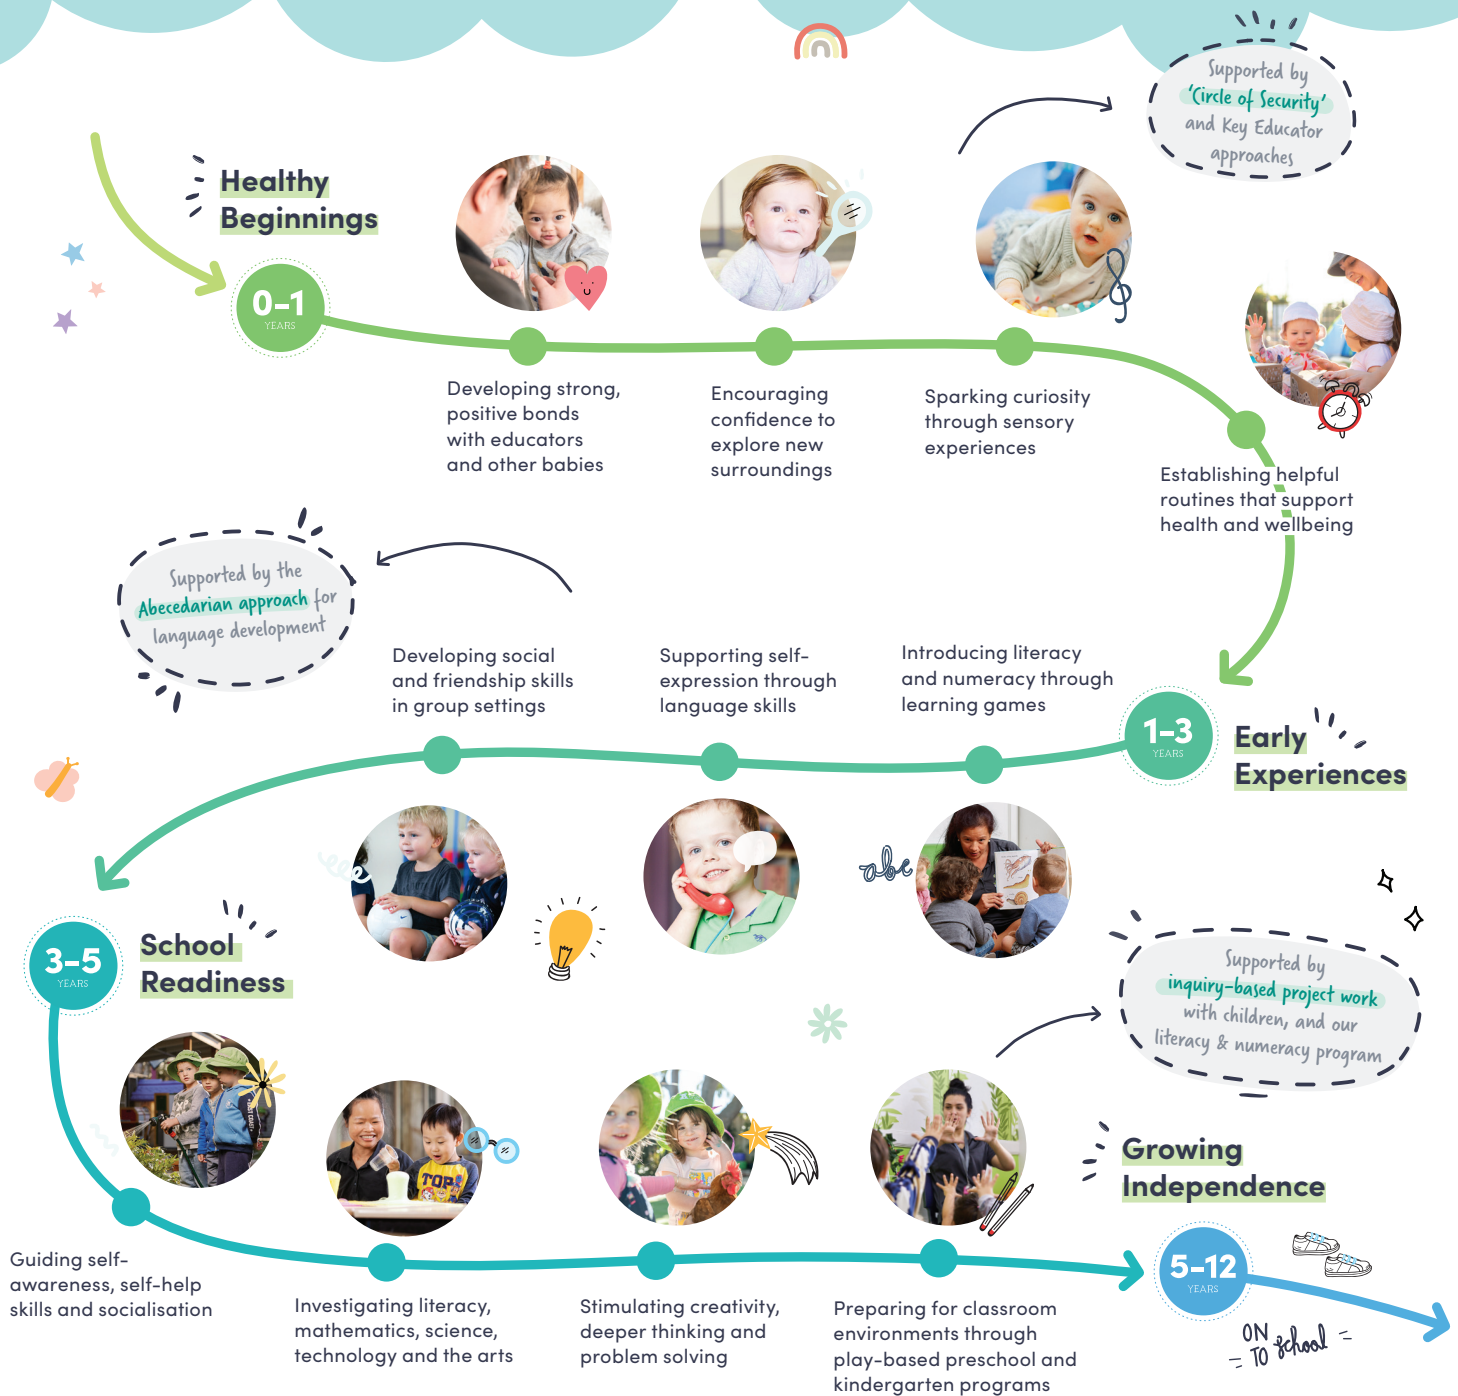 Supported by
'Circle of Security'
and Key Educator
approaches
Healthy
Beginnings
0-1
YEARS
Developing strong,
positive bonds
with educators
and other babies
Encouraging
confidence to
explore new
surroundings
Sparking curiosity
through sensory
experiences
Establishing helpful
routines that support
health and wellbeing
Supported by the
Abecedarian approach for
language development
1-3
YEARS
Early
Experiences
Introducing literacy
and numeracy through
learning games
Supporting self-
expression through
language skills
Developing social
and friendship skills
in group settings
abc
3-5
YEARS
School
Readiness
Supported by
inquiry-based project work
with children, and our
literacy & numeracy program
TOP
Guiding self-
awareness, self-help
skills and socialisation
Investigating literacy,
mathematics, science,
technology and the arts
Stimulating creativity,
deeper thinking and
problem solving
Preparing for classroom
environments through
play-based preschool and
kindergarten programs
Growing
Independence
5-12
YEARS
ON
TO school